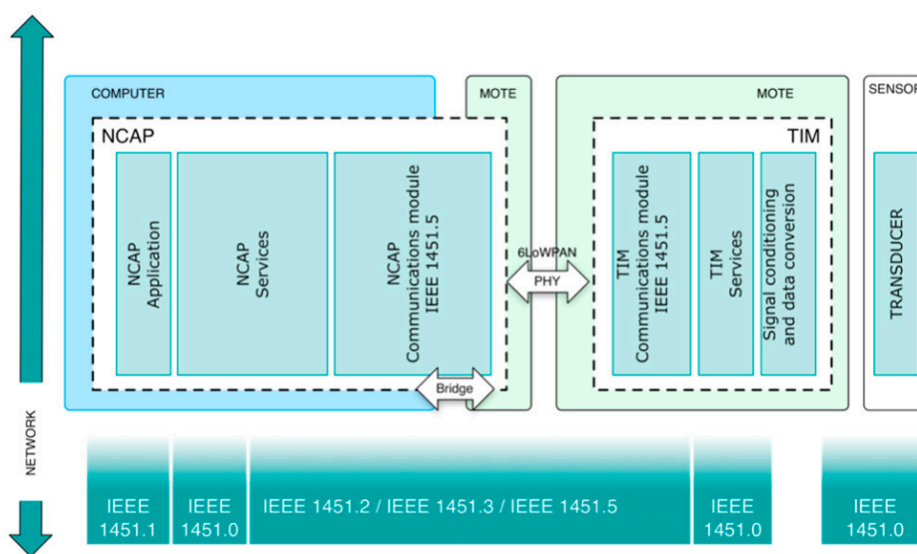 COMPUTER
MOTE
MOTE
SENSOR
NCAP
TIM
NCAP
Application
NCAP
Services
NCAP
Communications module
IEEE 1451.5
6LoWPAN
PHY
TIM
Communications module
IEEE 1451.5
TIM
Services
Signal conditioning
and data conversion
TRANSDUCER
Bridge
NETWORK
IEEE
1451.1
IEEE
1451.0
IEEE 1451.2 / IEEE 1451.3 / IEEE 1451.5
IEEE
1451.0
IEEE
1451.0